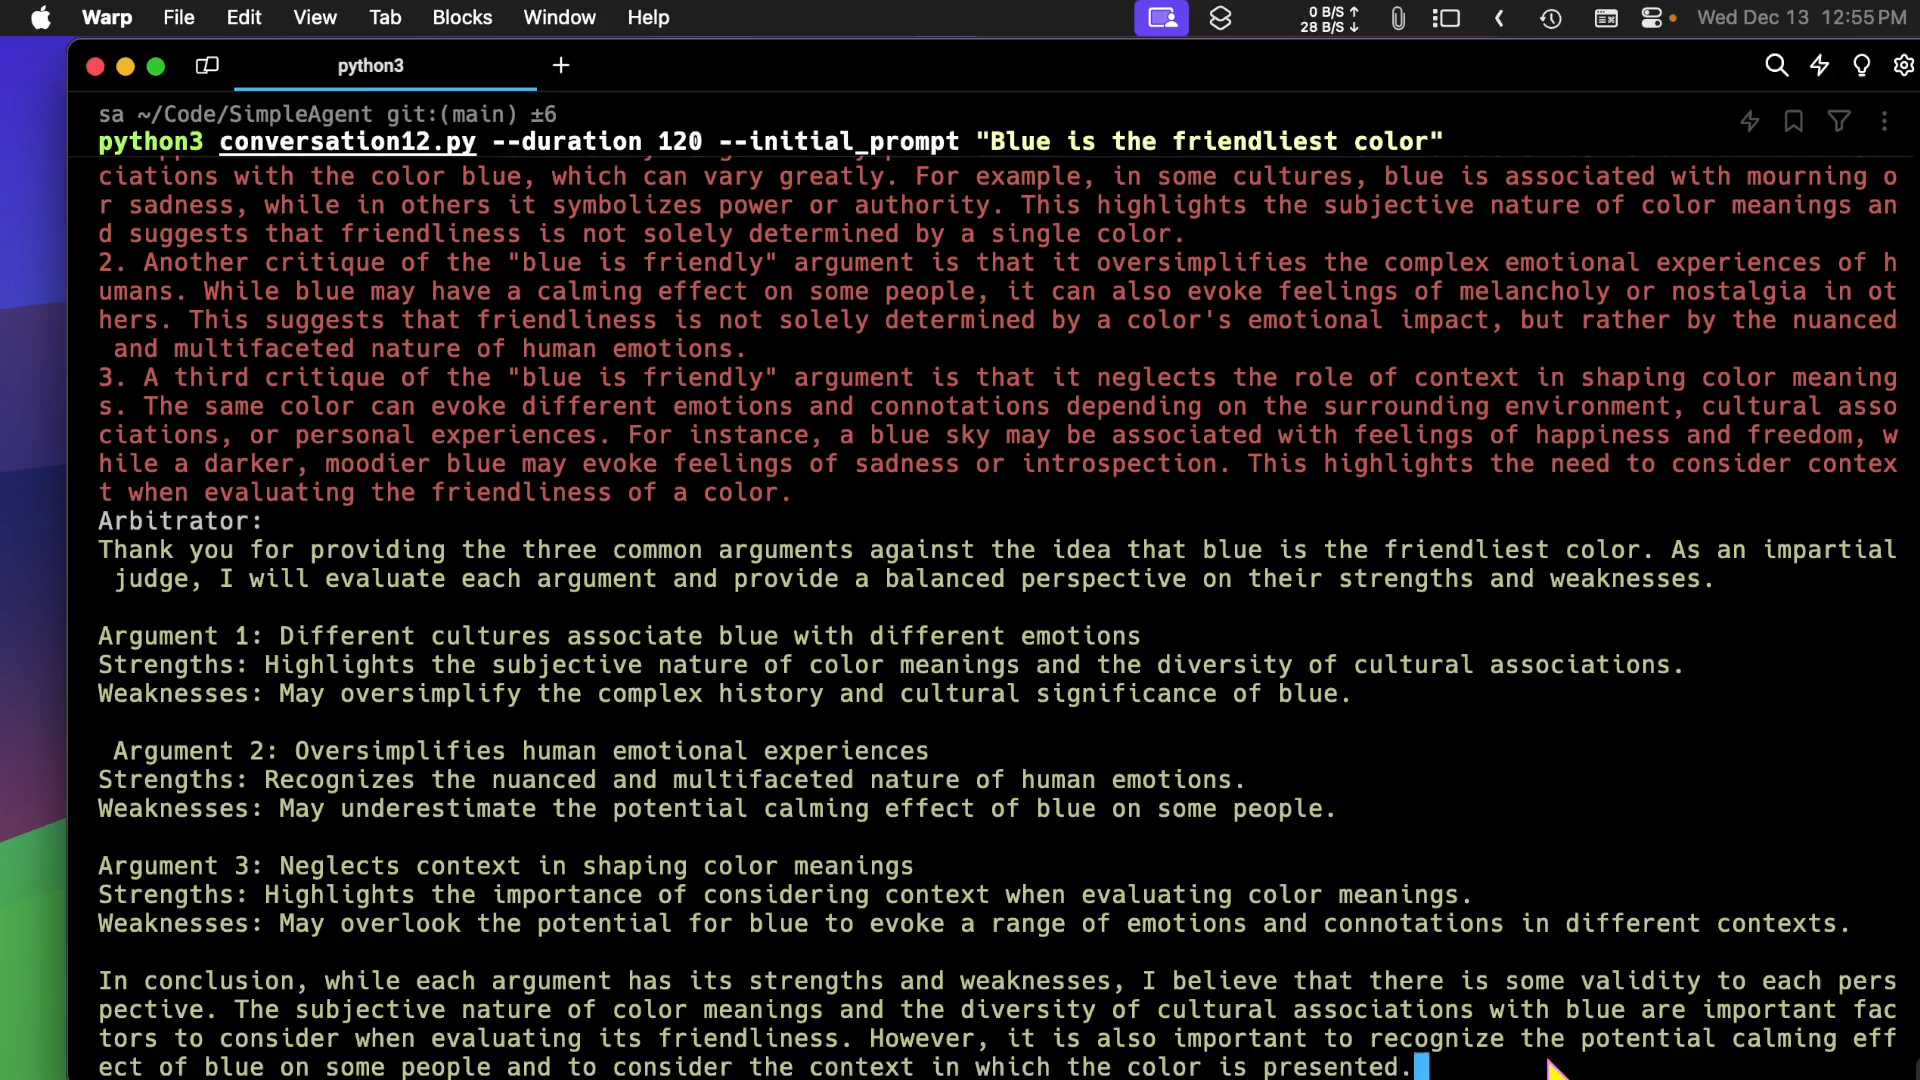 Warp File Edit View Tab Blocks Window Help 0 B/S↑ 28 B/S↓ Wed Dec 13 12:55 PM
python3 +
sa ~/Code/SimpleAgent git:(main) ±6
python3 conversation12.py --duration 120 --initial_prompt "Blue is the friendliest color"
ciations with the color blue, which can vary greatly. For example, in some cultures, blue is associated with mourning o
r sadness, while in others it symbolizes power or authority. This highlights the subjective nature of color meanings an
d suggests that friendliness is not solely determined by a single color.
2. Another critique of the "blue is friendly" argument is that it oversimplifies the complex emotional experiences of h
umans. While blue may have a calming effect on some people, it can also evoke feelings of melancholy or nostalgia in ot
hers. This suggests that friendliness is not solely determined by a color's emotional impact, but rather by the nuanced
 and multifaceted nature of human emotions.
3. A third critique of the "blue is friendly" argument is that it neglects the role of context in shaping color meaning
s. The same color can evoke different emotions and connotations depending on the surrounding environment, cultural asso
ciations, or personal experiences. For instance, a blue sky may be associated with feelings of happiness and freedom, w
hile a darker, moodier blue may evoke feelings of sadness or introspection. This highlights the need to consider contex
t when evaluating the friendliness of a color.
Arbitrator:
Thank you for providing the three common arguments against the idea that blue is the friendliest color. As an impartial
 judge, I will evaluate each argument and provide a balanced perspective on their strengths and weaknesses.
Argument 1: Different cultures associate blue with different emotions
Strengths: Highlights the subjective nature of color meanings and the diversity of cultural associations.
Weaknesses: May oversimplify the complex history and cultural significance of blue.
 Argument 2: Oversimplifies human emotional experiences
Strengths: Recognizes the nuanced and multifaceted nature of human emotions.
Weaknesses: May underestimate the potential calming effect of blue on some people.
Argument 3: Neglects context in shaping color meanings
Strengths: Highlights the importance of considering context when evaluating color meanings.
Weaknesses: May overlook the potential for blue to evoke a range of emotions and connotations in different contexts.
In conclusion, while each argument has its strengths and weaknesses, I believe that there is some validity to each pers
pective. The subjective nature of color meanings and the diversity of cultural associations with blue are important fac
tors to consider when evaluating its friendliness. However, it is also important to recognize the potential calming eff
ect of blue on some people and to consider the context in which the color is presented.